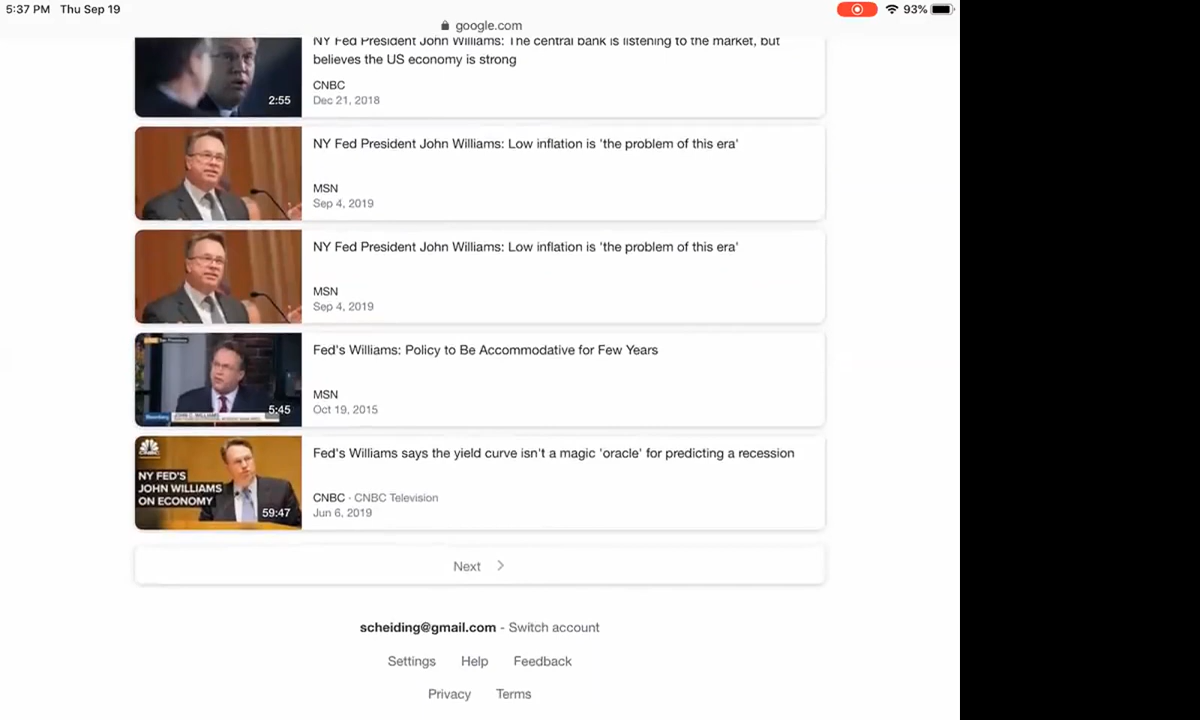 5:37 PM Thu Sep 19
93%
google.com
NY Fed President John Williams: The central bank is listening to the market, but
believes the US economy is strong
CNBC
Dec 21, 2018
2:55
NY Fed President John Williams: Low inflation is 'the problem of this era'
MSN
Sep 4, 2019
NY Fed President John Williams: Low inflation is 'the problem of this era'
MSN
Sep 4, 2019
Fed's Williams: Policy to Be Accommodative for Few Years
MSN
Oct 19, 2015
Bloomberg
JOHN C. WILLIAMS
5:45
Fed's Williams says the yield curve isn't a magic 'oracle' for predicting a recession
CNBC · CNBC Television
Jun 6, 2019
CNBC
NY FED'S
JOHN WILLIAMS
ON ECONOMY
59:47
Next
scheiding@gmail.com - Switch account
Settings Help Feedback
Privacy Terms